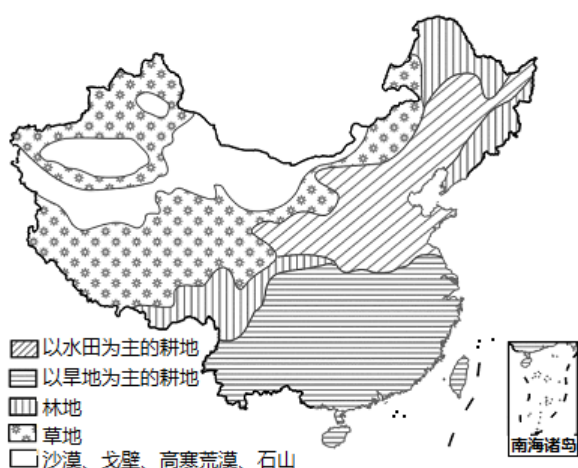 以水田为主的耕地
以旱地为主的耕地
林地
草地
沙漠、戈壁、高寒荒漠、石山
南海诸岛